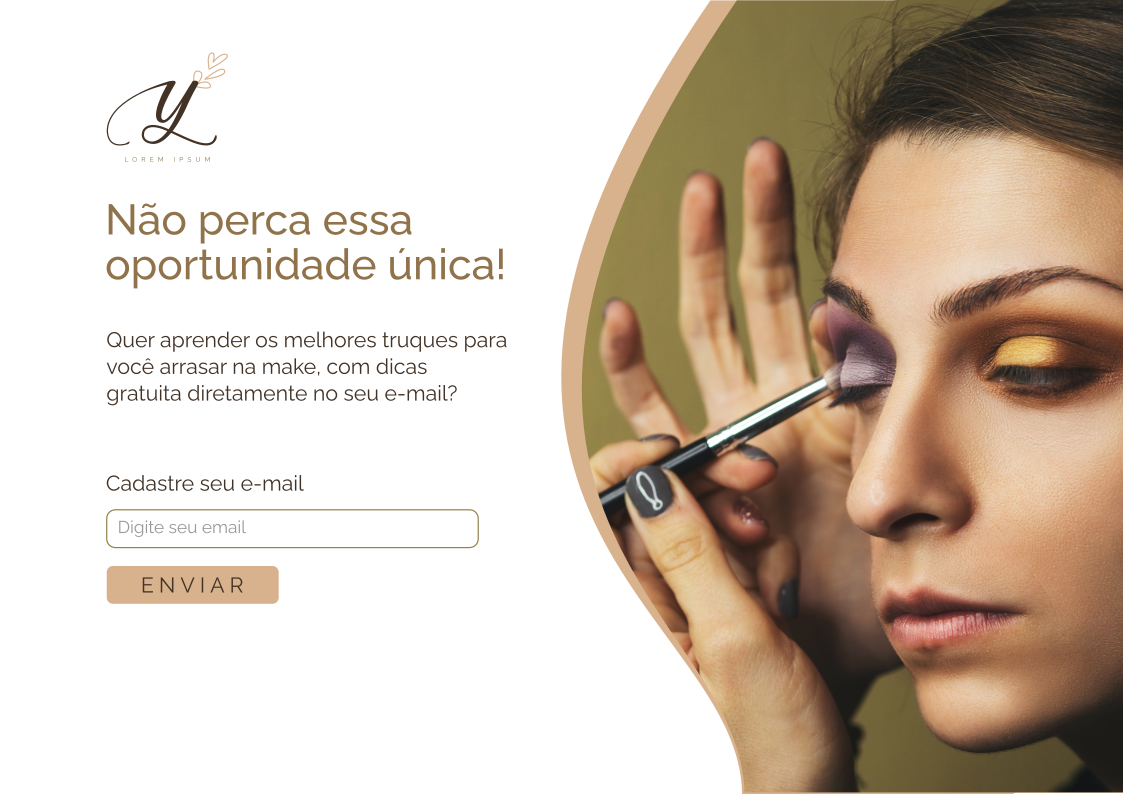 y
LOREM IPSUM
Não perca essa
oportunidade única!
Quer aprender os melhores truques para
você arrasar na make, com dicas
gratuita diretamente no seu e-mail?
Cadastre seu e-mail
Digite seu email
ENVIAR